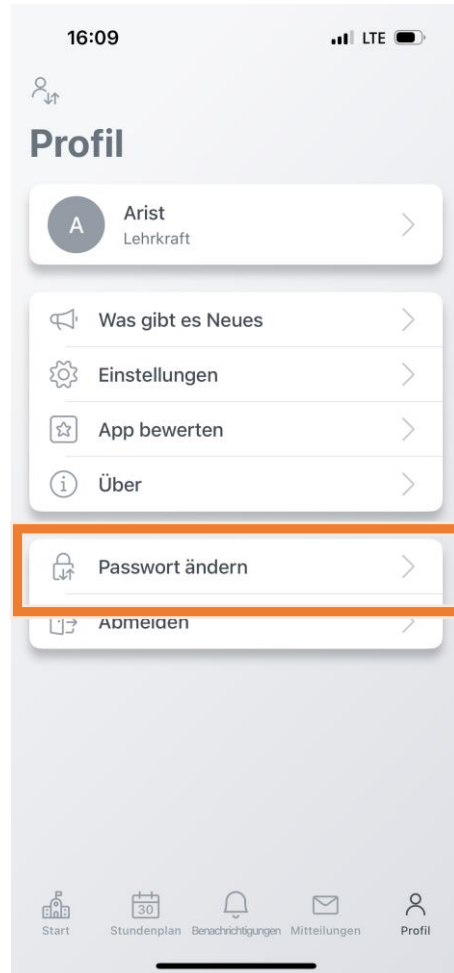 16:09
LTE
Profil
A
Arist
Lehrkraft
Was gibt es Neues
Einstellungen
App bewerten
Über
Passwort ändern
Abmelden
30
Start Stundenplan Benachrichtigungen Mitteilungen Profil